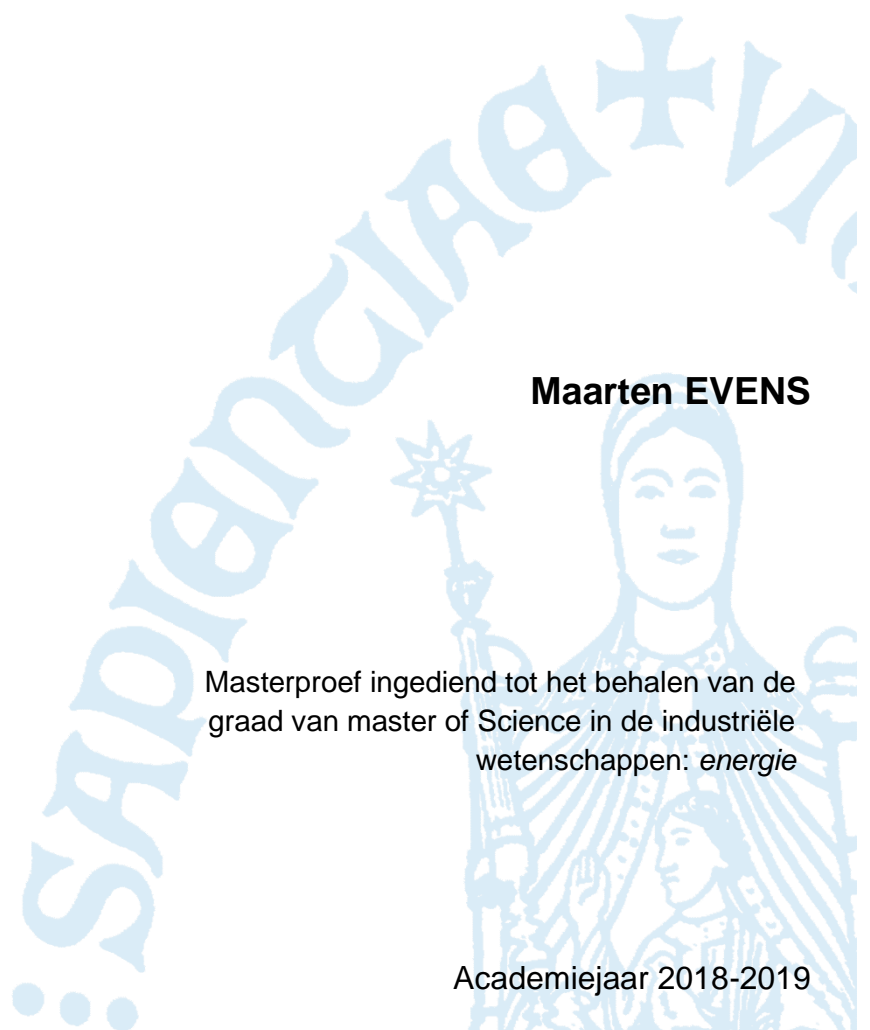 SAPIENTIAE
Maarten EVENS
Masterproef ingediend tot het behalen van de
graad van master of Science in de industriële
wetenschappen: energie
Academiejaar 2018-2019